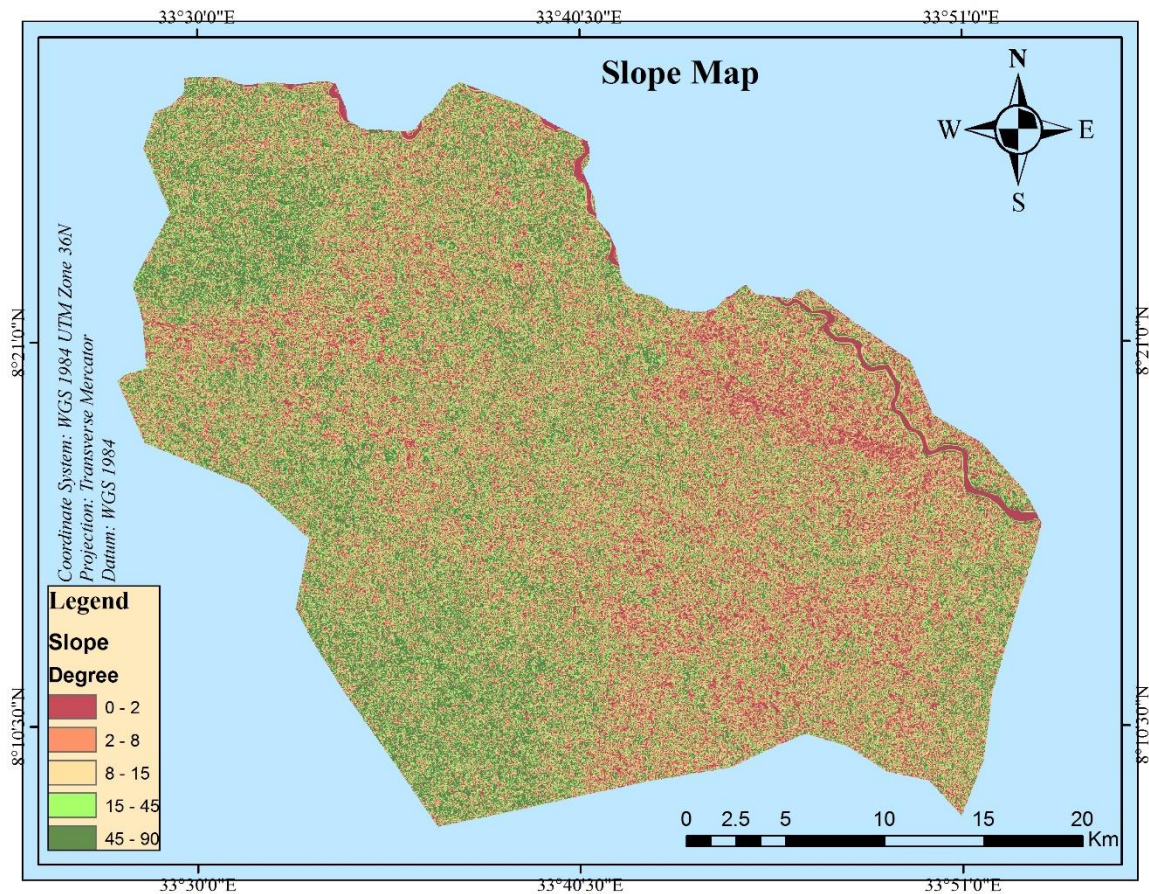 33°30'0"E 33°40'30"E 33°51'0"E
Slope Map
N
W E
S
8°21'0"N 8°21'0"N
Coordinate System: WGS 1984 UTM Zone 36N
Projection: Transverse Mercator
Datum: WGS 1984
Legend
Slope
Degree
0 - 2
2 - 8
8 - 15
15 - 45
45 - 90
8°10'30"N 8°10'30"N
0 2.5 5 10 15 20
Km
33°30'0"E 33°40'30"E 33°51'0"E